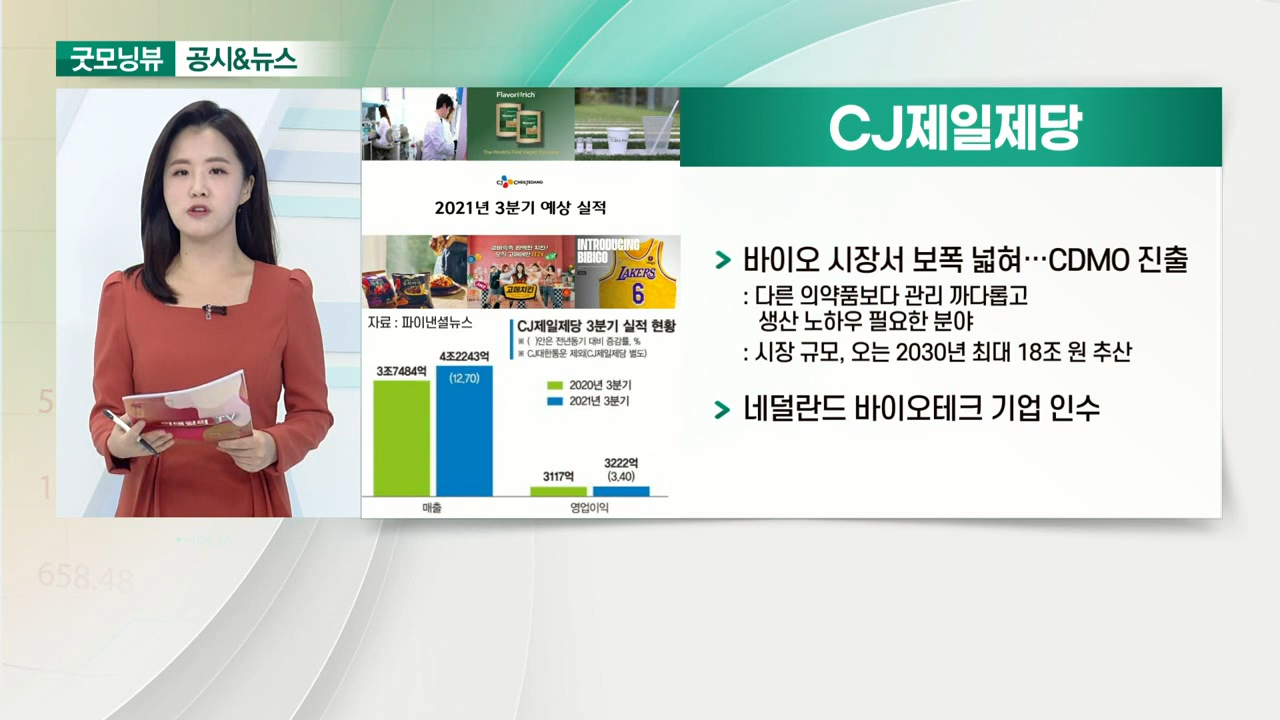 굿모닝뷰 공시&뉴스
CJ제일제당
> 바이오 시장서 보폭 넓혀…CDMO 진출
: 다른 의약품보다 관리 까다롭고
생산 노하우 필요한 분야
: 시장 규모, 오는 2030년 최대 18조 원 추산
> 네덜란드 바이오테크 기업 인수
FlavorNrich
The World's First Vegan Cysteine
CJ CHEILJEDANG
2021년 3분기 예상 실적
고메치킨
INTRODUCING
BIBIGO
LAKERS
6
자료 : 파이낸셜뉴스
CJ제일제당 3분기 실적 현황
※ ( )안은 전년동기 대비 증감률, %
※ CJ대한통운 제외(CJ제일제당 별도)
2020년 3분기
2021년 3분기
3조7484억
4조2243억
(12.70)
매출
3117억
3222억
(3.40)
영업이익
TV
658.48